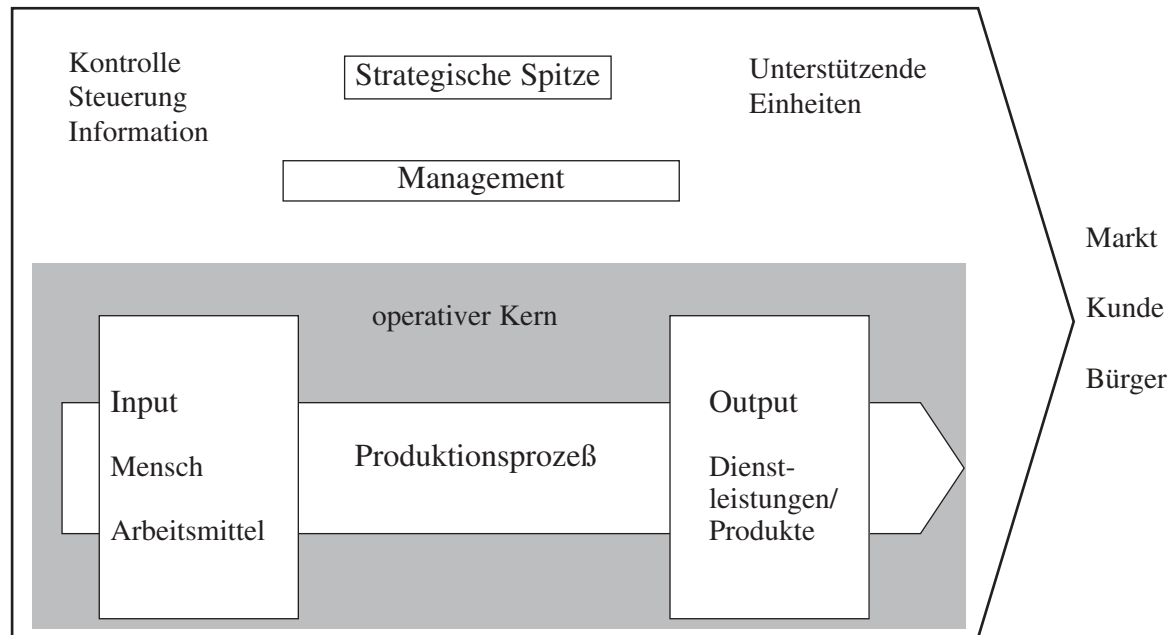 Kontrolle
Steuerung
Information
Strategische Spitze
Unterstützende
Einheiten
Management
Markt
Kunde
Bürger
operativer Kern
Input
Mensch
Arbeitsmittel
Produktionsprozeß
Output
Dienst-
leistungen/
Produkte